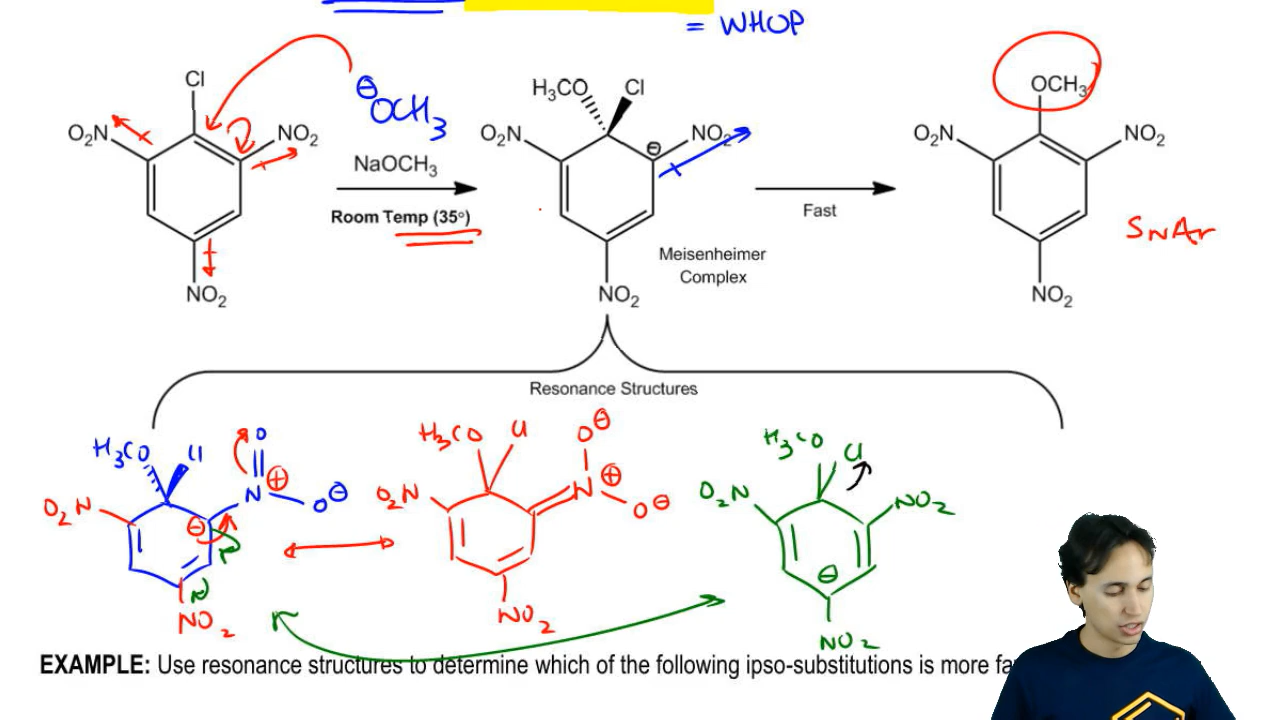 = WHOP
Cl
O₂N
NO₂
NO₂
⊖OCH₃
NaOCH₃
Room Temp (35°)
H₃CO
Cl
O₂N
⊖
NO₂
NO₂
Meisenheimer
Complex
Fast
OCH₃
O₂N
NO₂
NO₂
SNAr
Resonance Structures
H₃CO
Cl
O
O₂N
N
⊕
O⊖
⊖
NO₂
H₃CO
Cl
O⊖
O₂N
N
⊕
O⊖
NO₂
H₃CO
Cl
O₂N
NO₂
⊖
NO₂
EXAMPLE: Use resonance structures to determine which of the following ipso-substitutions is more